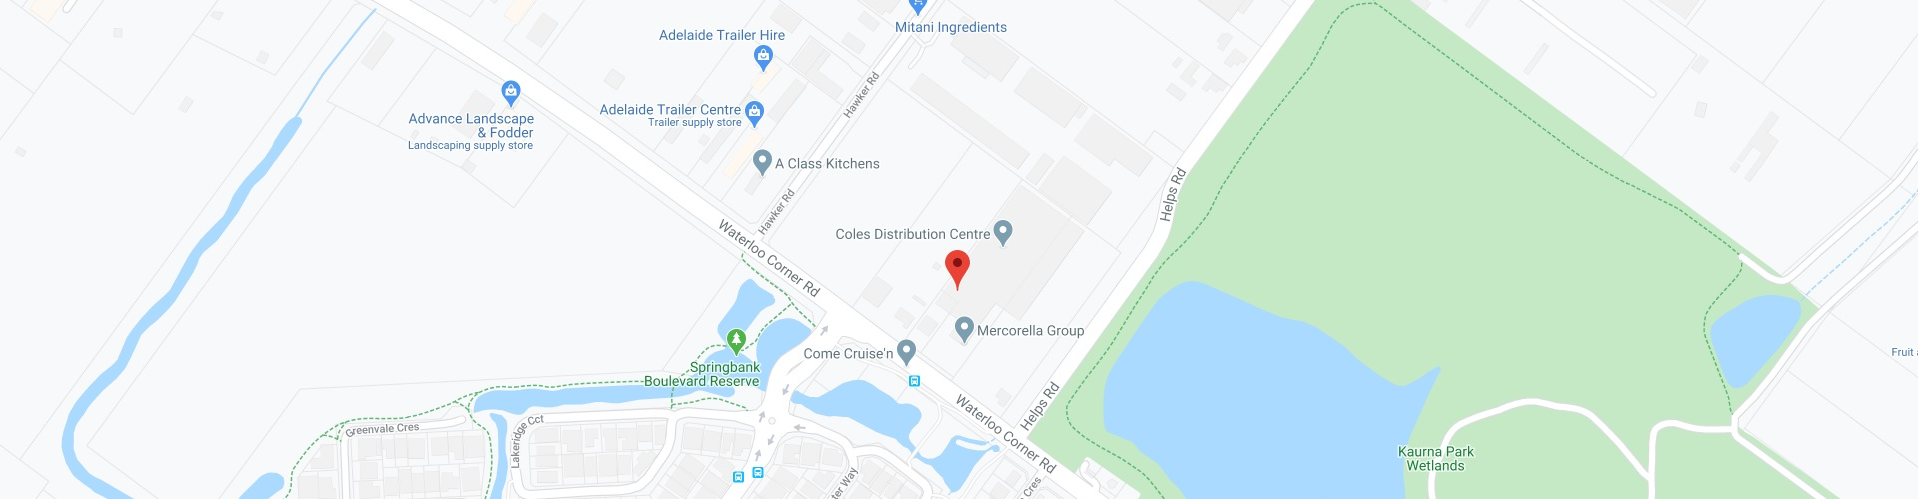 Mitani Ingredients
Adelaide Trailer Hire
Hawker Rd
Adelaide Trailer Centre
Trailer supply store
Advance Landscape
& Fodder
Landscaping supply store
A Class Kitchens
Hawker Rd
Helps Rd
Waterloo Corner Rd
Coles Distribution Centre
Mercorella Group
Come Cruise'n
Springbank
Boulevard Reserve
Helps Rd
Waterloo Corner Rd
Greenvale Cres
Lakeridge Cct
Kaurna Park
Wetlands
Fruit
Cres